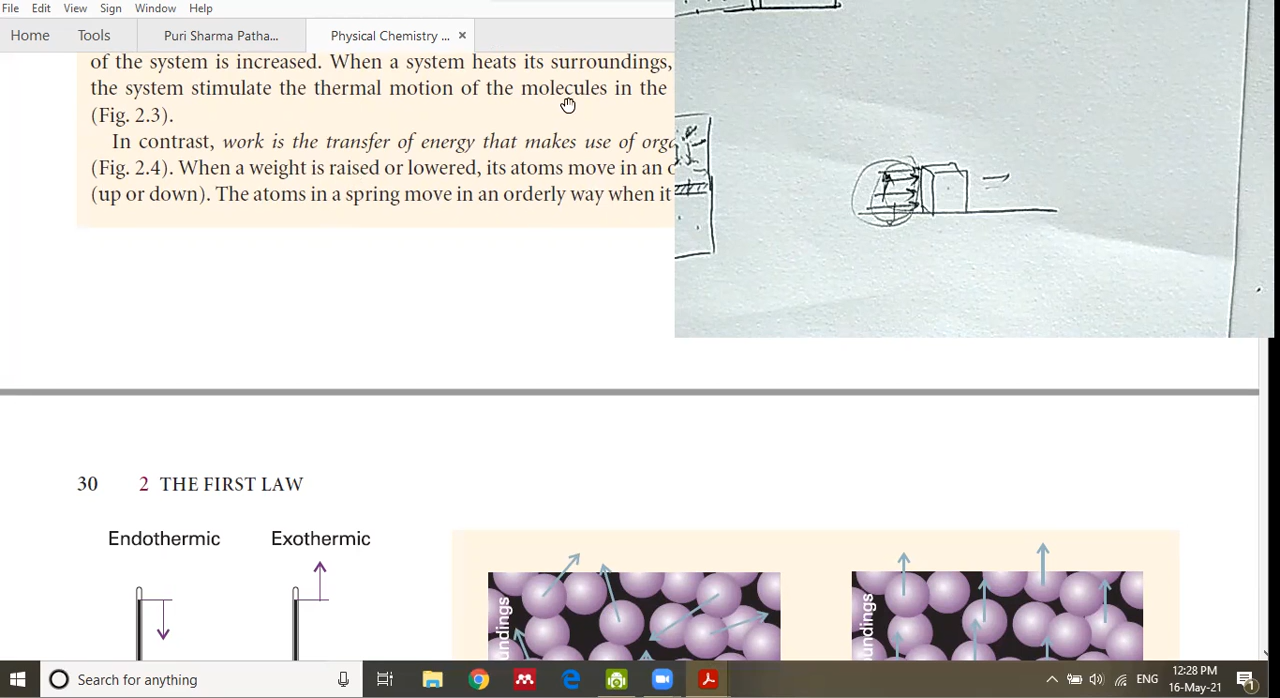 File Edit View Sign Window Help
Home Tools Puri Sharma Patha... Physical Chemistry ... ×
of the system is increased. When a system heats its surroundings,
the system stimulate the thermal motion of the molecules in the
(Fig. 2.3).
In contrast, work is the transfer of energy that makes use of orga
(Fig. 2.4). When a weight is raised or lowered, its atoms move in an o
(up or down). The atoms in a spring move in an orderly way when it
30 2 THE FIRST LAW
Endothermic Exothermic
oundings oundings
Search for anything
ENG
12:28 PM
16-May-21
1